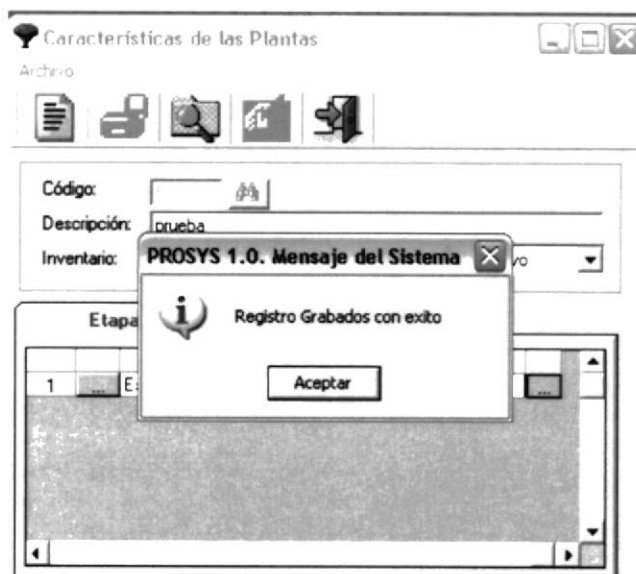 Características de las Plantas
Archivo
Código:
Descripción: prueba
Inventario: vo
PROSYS 1.0. Mensaje del Sistema
Registro Grabados con exito
Aceptar
Etapa
1 ... E ...